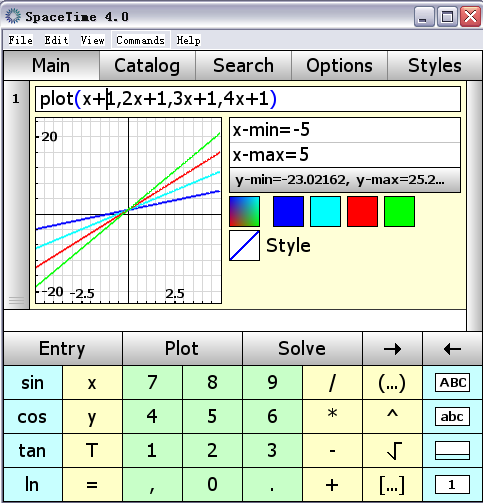 SpaceTime 4.0
File Edit View Commands Help
Main Catalog Search Options Styles
1 plot(x+1,2x+1,3x+1,4x+1)
x-min=-5
x-max=5
y-min=-23.02162, y-max=25.2...
Style
20
-20 -2.5 2.5
Entry Plot Solve → ←
sin x 7 8 9 / (...) ABC
cos y 4 5 6 * ^ abc
tan T 1 2 3 - √
ln = , 0 . + [...] 1